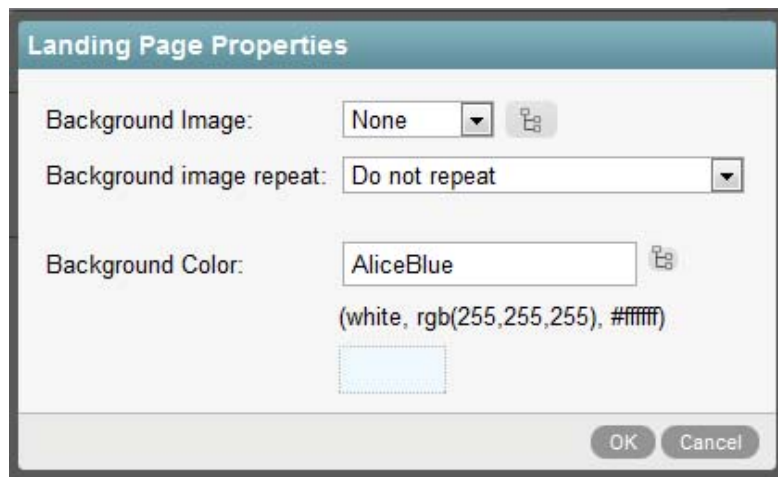 Landing Page Properties
Background Image: None
Background image repeat: Do not repeat
Background Color: AliceBlue
(white, rgb(255,255,255), #ffffff)
OK Cancel